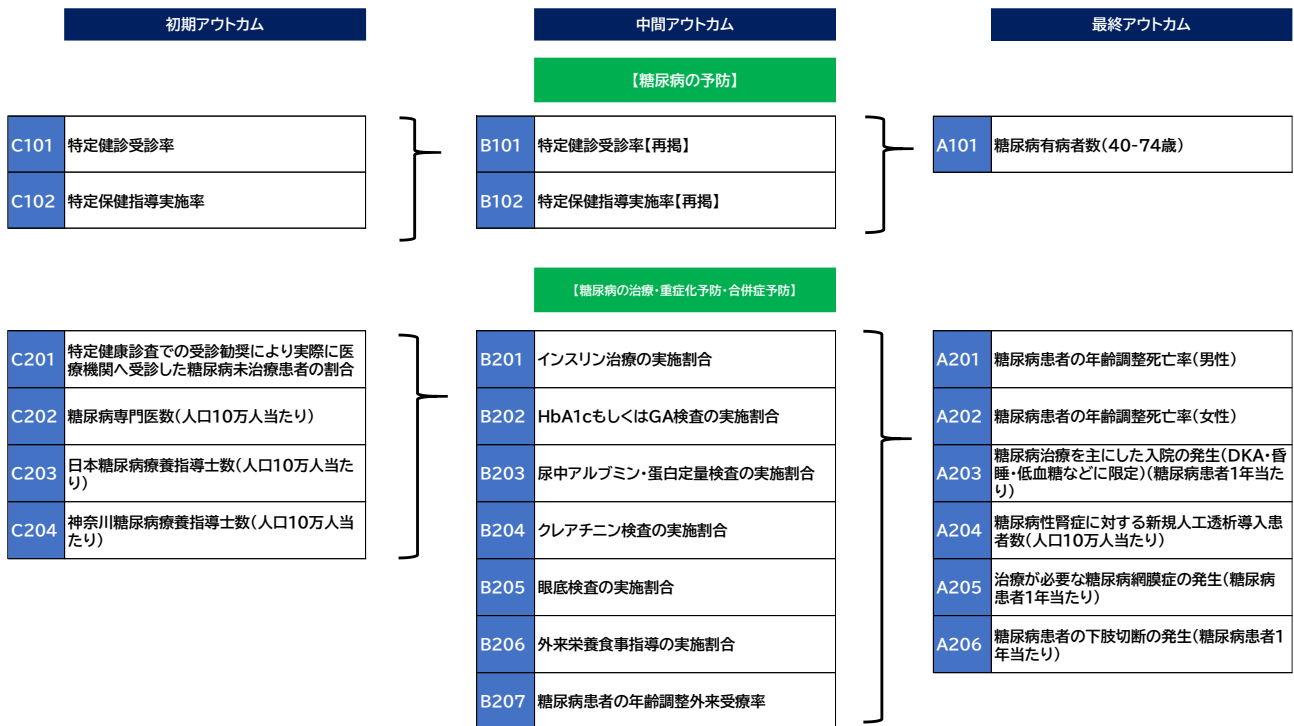 初期アウトカム
中間アウトカム
最終アウトカム
【糖尿病の予防】
C101 特定健診受診率
C102 特定保健指導実施率
B101 特定健診受診率【再掲】
B102 特定保健指導実施率【再掲】
A101 糖尿病有病者数(40-74歳)
【糖尿病の治療・重症化予防・合併症予防】
C201 特定健康診査での受診勧奨により実際に医
療機関へ受診した糖尿病未治療患者の割合
C202 糖尿病専門医数(人口10万人当たり)
C203 日本糖尿病療養指導士数(人口10万人当た
り)
C204 神奈川糖尿病療養指導士数(人口10万人当
たり)
B201 インスリン治療の実施割合
B202 HbA1cもしくはGA検査の実施割合
B203 尿中アルブミン・蛋白定量検査の実施割合
B204 クレアチニン検査の実施割合
B205 眼底検査の実施割合
B206 外来栄養食事指導の実施割合
B207 糖尿病患者の年齢調整外来受療率
A201 糖尿病患者の年齢調整死亡率(男性)
A202 糖尿病患者の年齢調整死亡率(女性)
A203 糖尿病治療を主にした入院の発生(DKA・昏
睡・低血糖などに限定)(糖尿病患者1年当た
り)
A204 糖尿病性腎症に対する新規人工透析導入患
者数(人口10万人当たり)
A205 治療が必要な糖尿病網膜症の発生(糖尿病
患者1年当たり)
A206 糖尿病患者の下肢切断の発生(糖尿病患者1
年当たり)